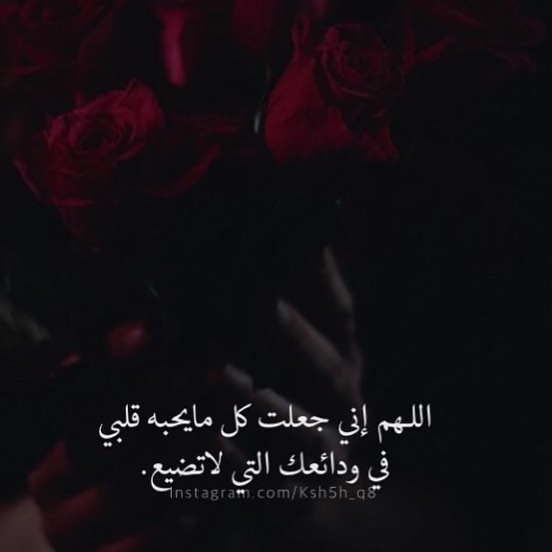 اللهم إني جعلت كل مايحبه قلبي
في ودائعك التي لاتضيع.
Instagram.com/Ksh5h_q8